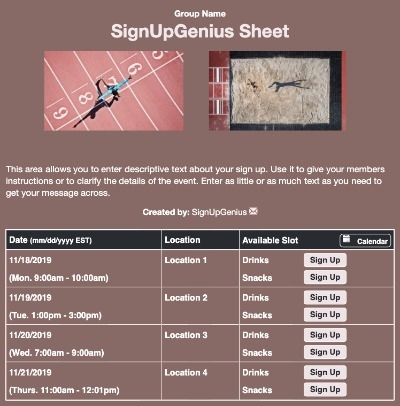 Group Name
SignUpGenius Sheet
9 8 7 6
This area allows you to enter descriptive text about your sign up. Use it to give your members
instructions or to clarify the details of the event. Enter as little or as much text as you need to
get your message across.
Created by: SignUpGenius
Date (mm/dd/yyyy EST) Location Available Slot Calendar
11/18/2019 Location 1 Drinks Sign Up
(Mon. 9:00am - 10:00am) Snacks Sign Up
11/19/2019 Location 2 Drinks Sign Up
(Tue. 1:00pm - 3:00pm) Snacks Sign Up
11/20/2019 Location 3 Drinks Sign Up
(Wed. 7:00am - 9:00am) Snacks Sign Up
11/21/2019 Location 4 Drinks Sign Up
(Thurs. 11:00am - 12:01pm) Snacks Sign Up